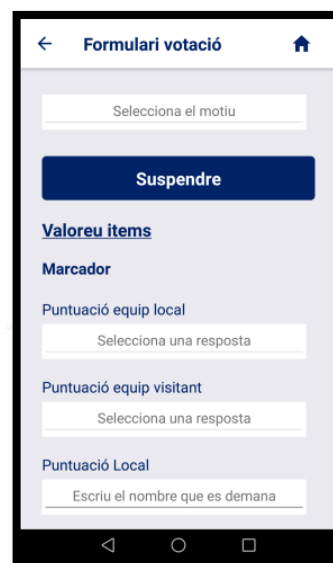 Formulari votació
Selecciona el motiu
Suspendre
Valoreu items
Marcador
Puntuació equip local
Selecciona una resposta
Puntuació equip visitant
Selecciona una resposta
Puntuació Local
Escriu el nombre que es demana